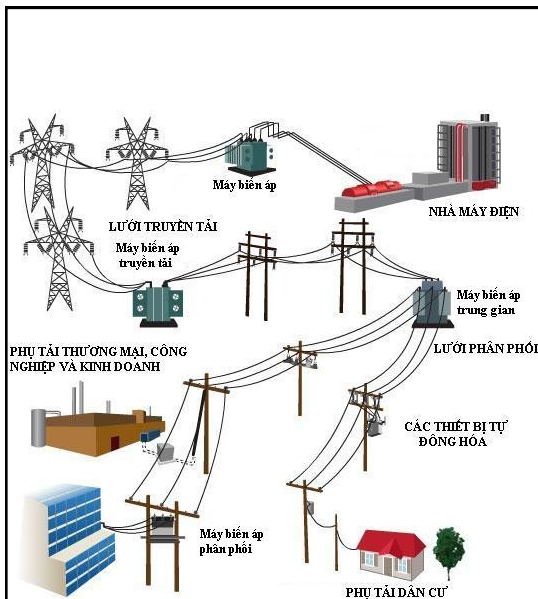 Máy biến áp
NHÀ MÁY ĐIỆN
LƯỚI TRUYỀN TẢI
Máy biến áp
truyền tải
Máy biến áp
trung gian
LƯỚI PHÂN PHỐI
PHỤ TẢI THƯƠNG MẠI, CÔNG
NGHIỆP VÀ KINH DOANH
CÁC THIẾT BỊ TỰ
ĐÔNG HÓA
Máy biến áp
phân phối
PHỤ TẢI DÂN CƯ